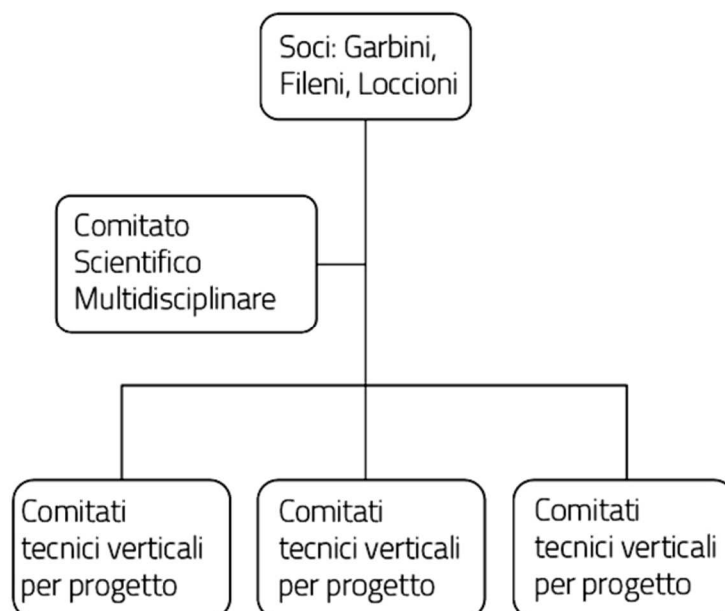 Soci: Garbini,
Fileni, Loccioni
Comitato
Scientifico
Multidisciplinare
Comitati
tecnici verticali
per progetto
Comitati
tecnici verticali
per progetto
Comitati
tecnici verticali
per progetto